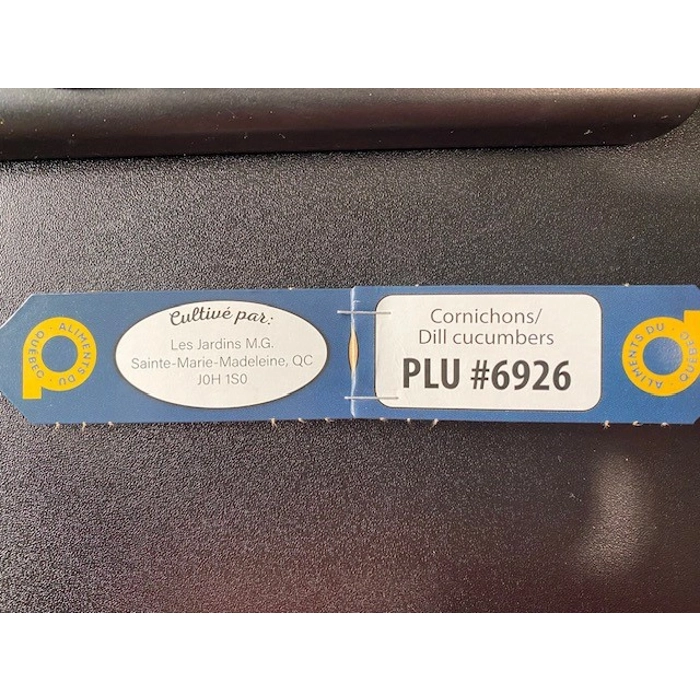 ALIMENTS DU
QUÉBEC
Cultivé par:
Les Jardins M.G.
Sainte-Marie-Madeleine, QC
J0H 1S0
Cornichons/
Dill cucumbers
PLU #6926
ALIMENTS DU
QUÉBEC